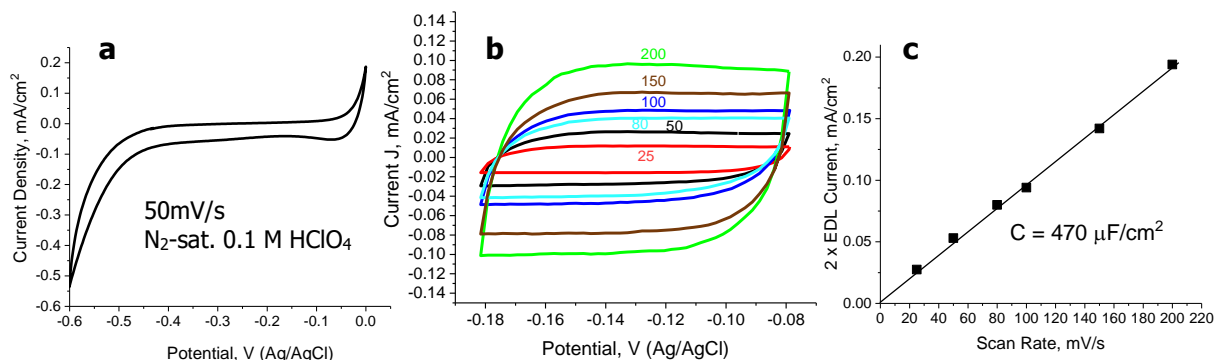 a
Current Density, mA/cm²
0.2
0.1
0.0
-0.1
-0.2
-0.3
-0.4
-0.5
-0.6
50mV/s
N₂-sat. 0.1 M HClO₄
-0.6 -0.5 -0.4 -0.3 -0.2 -0.1 0.0
Potential, V (Ag/AgCl)
b
Current J, mA/cm²
0.14
0.12
0.10
0.08
0.06
0.04
0.02
0.00
-0.02
-0.04
-0.06
-0.08
-0.10
-0.12
-0.14
200
150
100
80
50
25
-0.18 -0.16 -0.14 -0.12 -0.10 -0.08
Potential, V (Ag/AgCl)
c
2 x EDL Current, mA/cm²
0.20
0.15
0.10
0.05
0.00
C = 470 μF/cm²
0 20 40 60 80 100 120 140 160 180 200 220
Scan Rate, mV/s